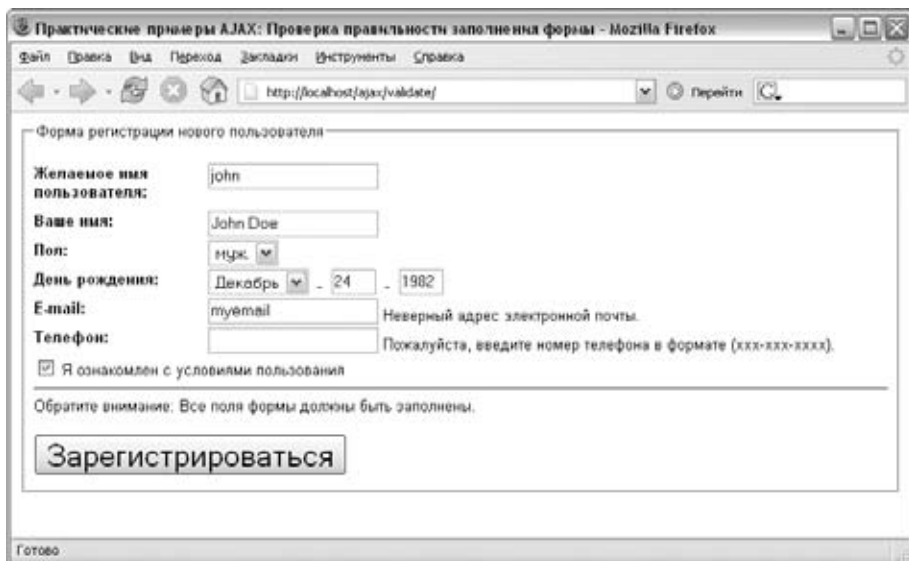 Практические примеры AJAX: Проверка правильности заполнения формы - Mozilla Firefox
Файл Правка Вид Переход Закладки Инструменты Справка
http://localhost/ajax/validate/ Перейти
Форма регистрации нового пользователя
Желаемое имя
пользователя:
john
Ваше имя: John Doe
Пол: муж.
День рождения: Декабрь - 24 - 1982
E-mail: myemail Неверный адрес электронной почты.
Телефон: Пожалуйста, введите номер телефона в формате (xxx-xxx-xxxx).
Я ознакомлен с условиями пользования
Обратите внимание: Все поля формы должны быть заполнены.
Зарегистрироваться
Готово